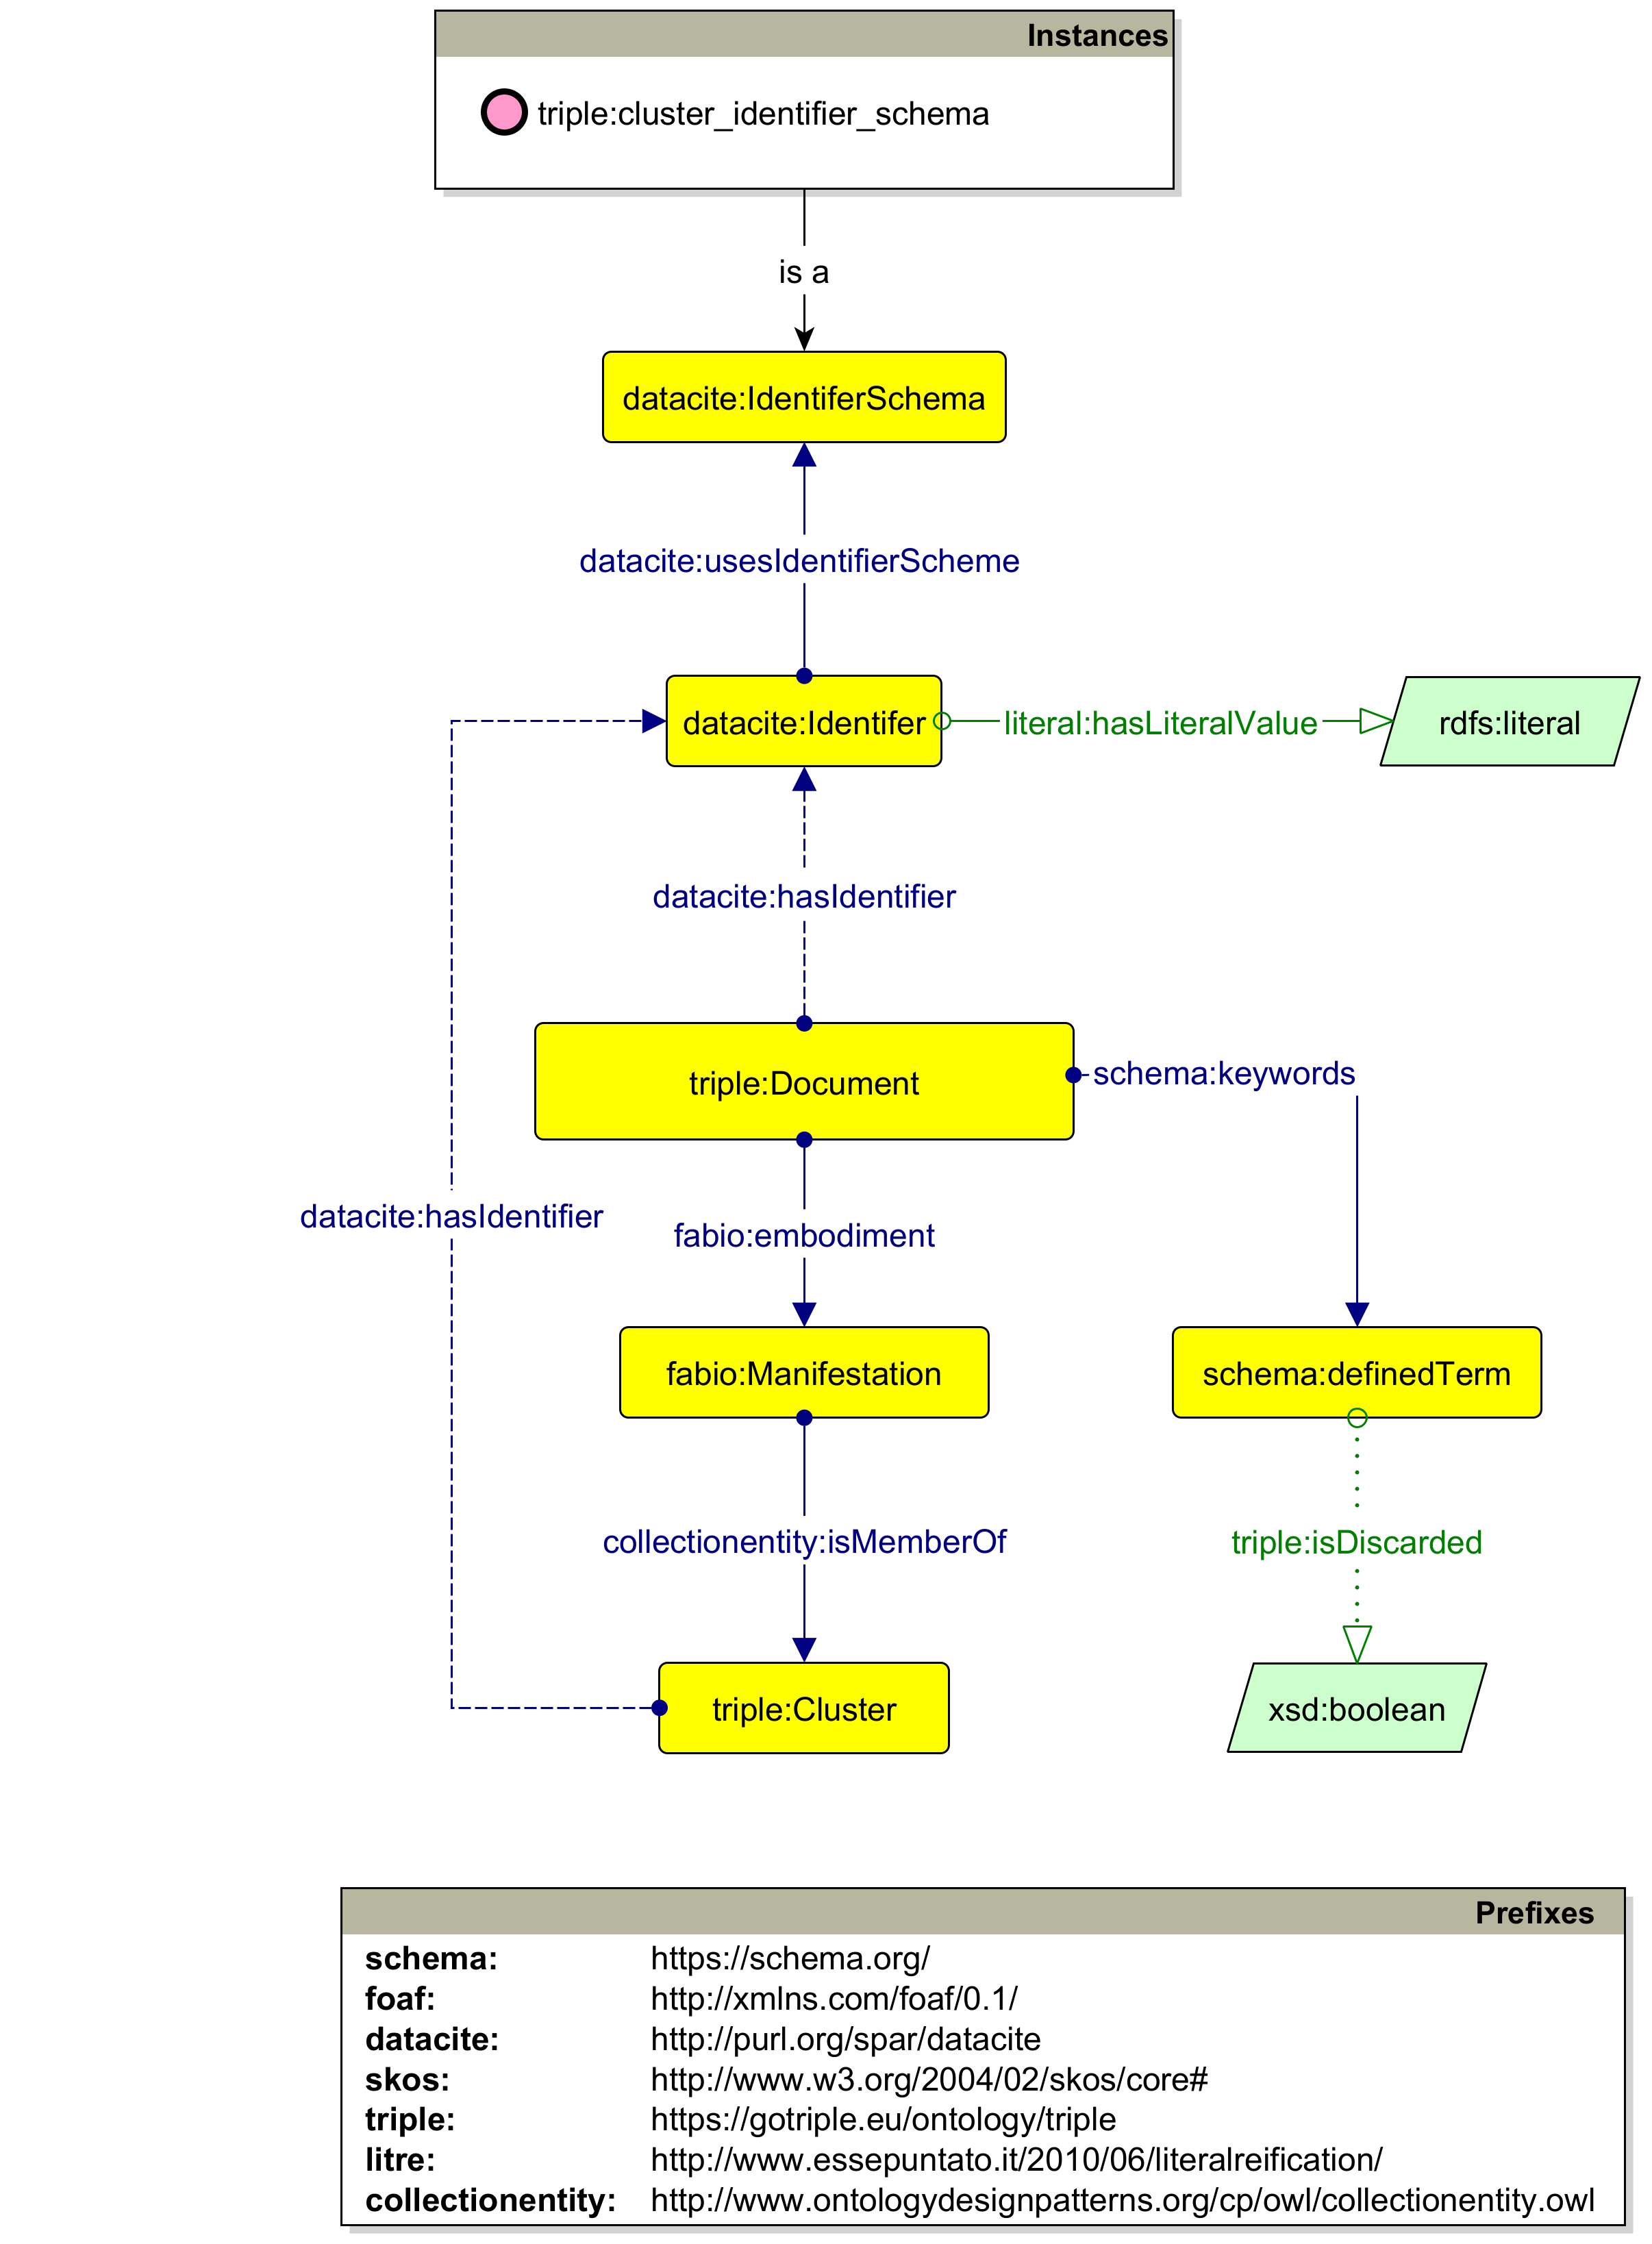 Instances
triple:cluster_identifier_schema
is a
datacite:IdentiferSchema
datacite:usesIdentifierScheme
datacite:Identifer
literal:hasLiteralValue
rdfs:literal
datacite:hasIdentifier
triple:Document
schema:keywords
datacite:hasIdentifier
fabio:embodiment
fabio:Manifestation
schema:definedTerm
collectionentity:isMemberOf
triple:isDiscarded
triple:Cluster
xsd:boolean
Prefixes
schema: https://schema.org/
foaf: http://xmlns.com/foaf/0.1/
datacite: http://purl.org/spar/datacite
skos: http://www.w3.org/2004/02/skos/core#
triple: https://gotriple.eu/ontology/triple
litre: http://www.essepuntato.it/2010/06/literalreification/
collectionentity: http://www.ontologydesignpatterns.org/cp/owl/collectionentity.owl